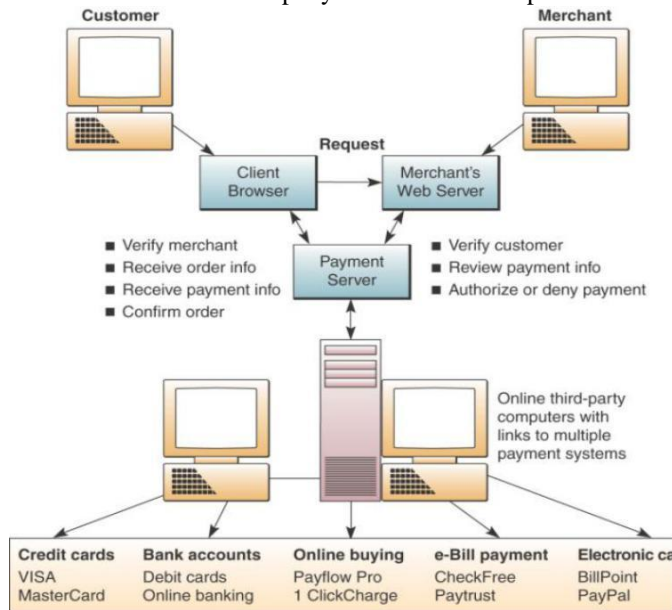 Customer
Merchant
Request
Client
Browser
Merchant's
Web Server
Verify merchant
Receive order info
Receive payment info
Confirm order
Payment
Server
Verify customer
Review payment info
Authorize or deny payment
Online third-party
computers with
links to multiple
payment systems
Credit cards
VISA
MasterCard
Bank accounts
Debit cards
Online banking
Online buying
Payflow Pro
1 ClickCharge
e-Bill payment
CheckFree
Paytrust
Electronic
BillPoint
PayPal